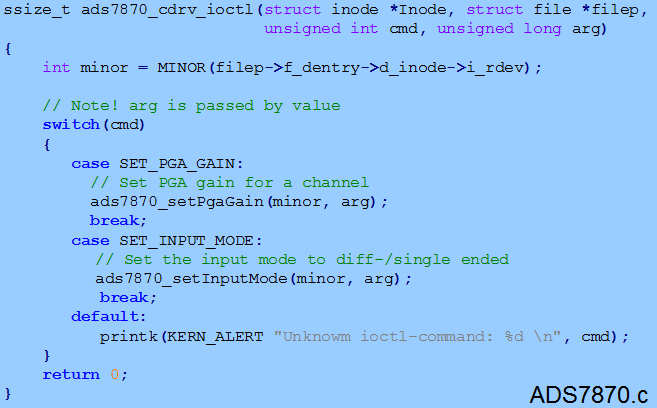 ssize_t ads7870_cdrv_ioctl(struct inode *Inode, struct file *filep,
unsigned int cmd, unsigned long arg)
{
int minor = MINOR(filep->f_dentry->d_inode->i_rdev);
// Note! arg is passed by value
switch(cmd)
{
case SET_PGA_GAIN:
// Set PGA gain for a channel
ads7870_setPgaGain(minor, arg);
break;
case SET_INPUT_MODE:
// Set the input mode to diff-/single ended
ads7870_setInputMode(minor, arg);
break;
default:
printk(KERN_ALERT "Unknowm ioctl-command: %d \n", cmd);
}
return 0;
}
ADS7870.c